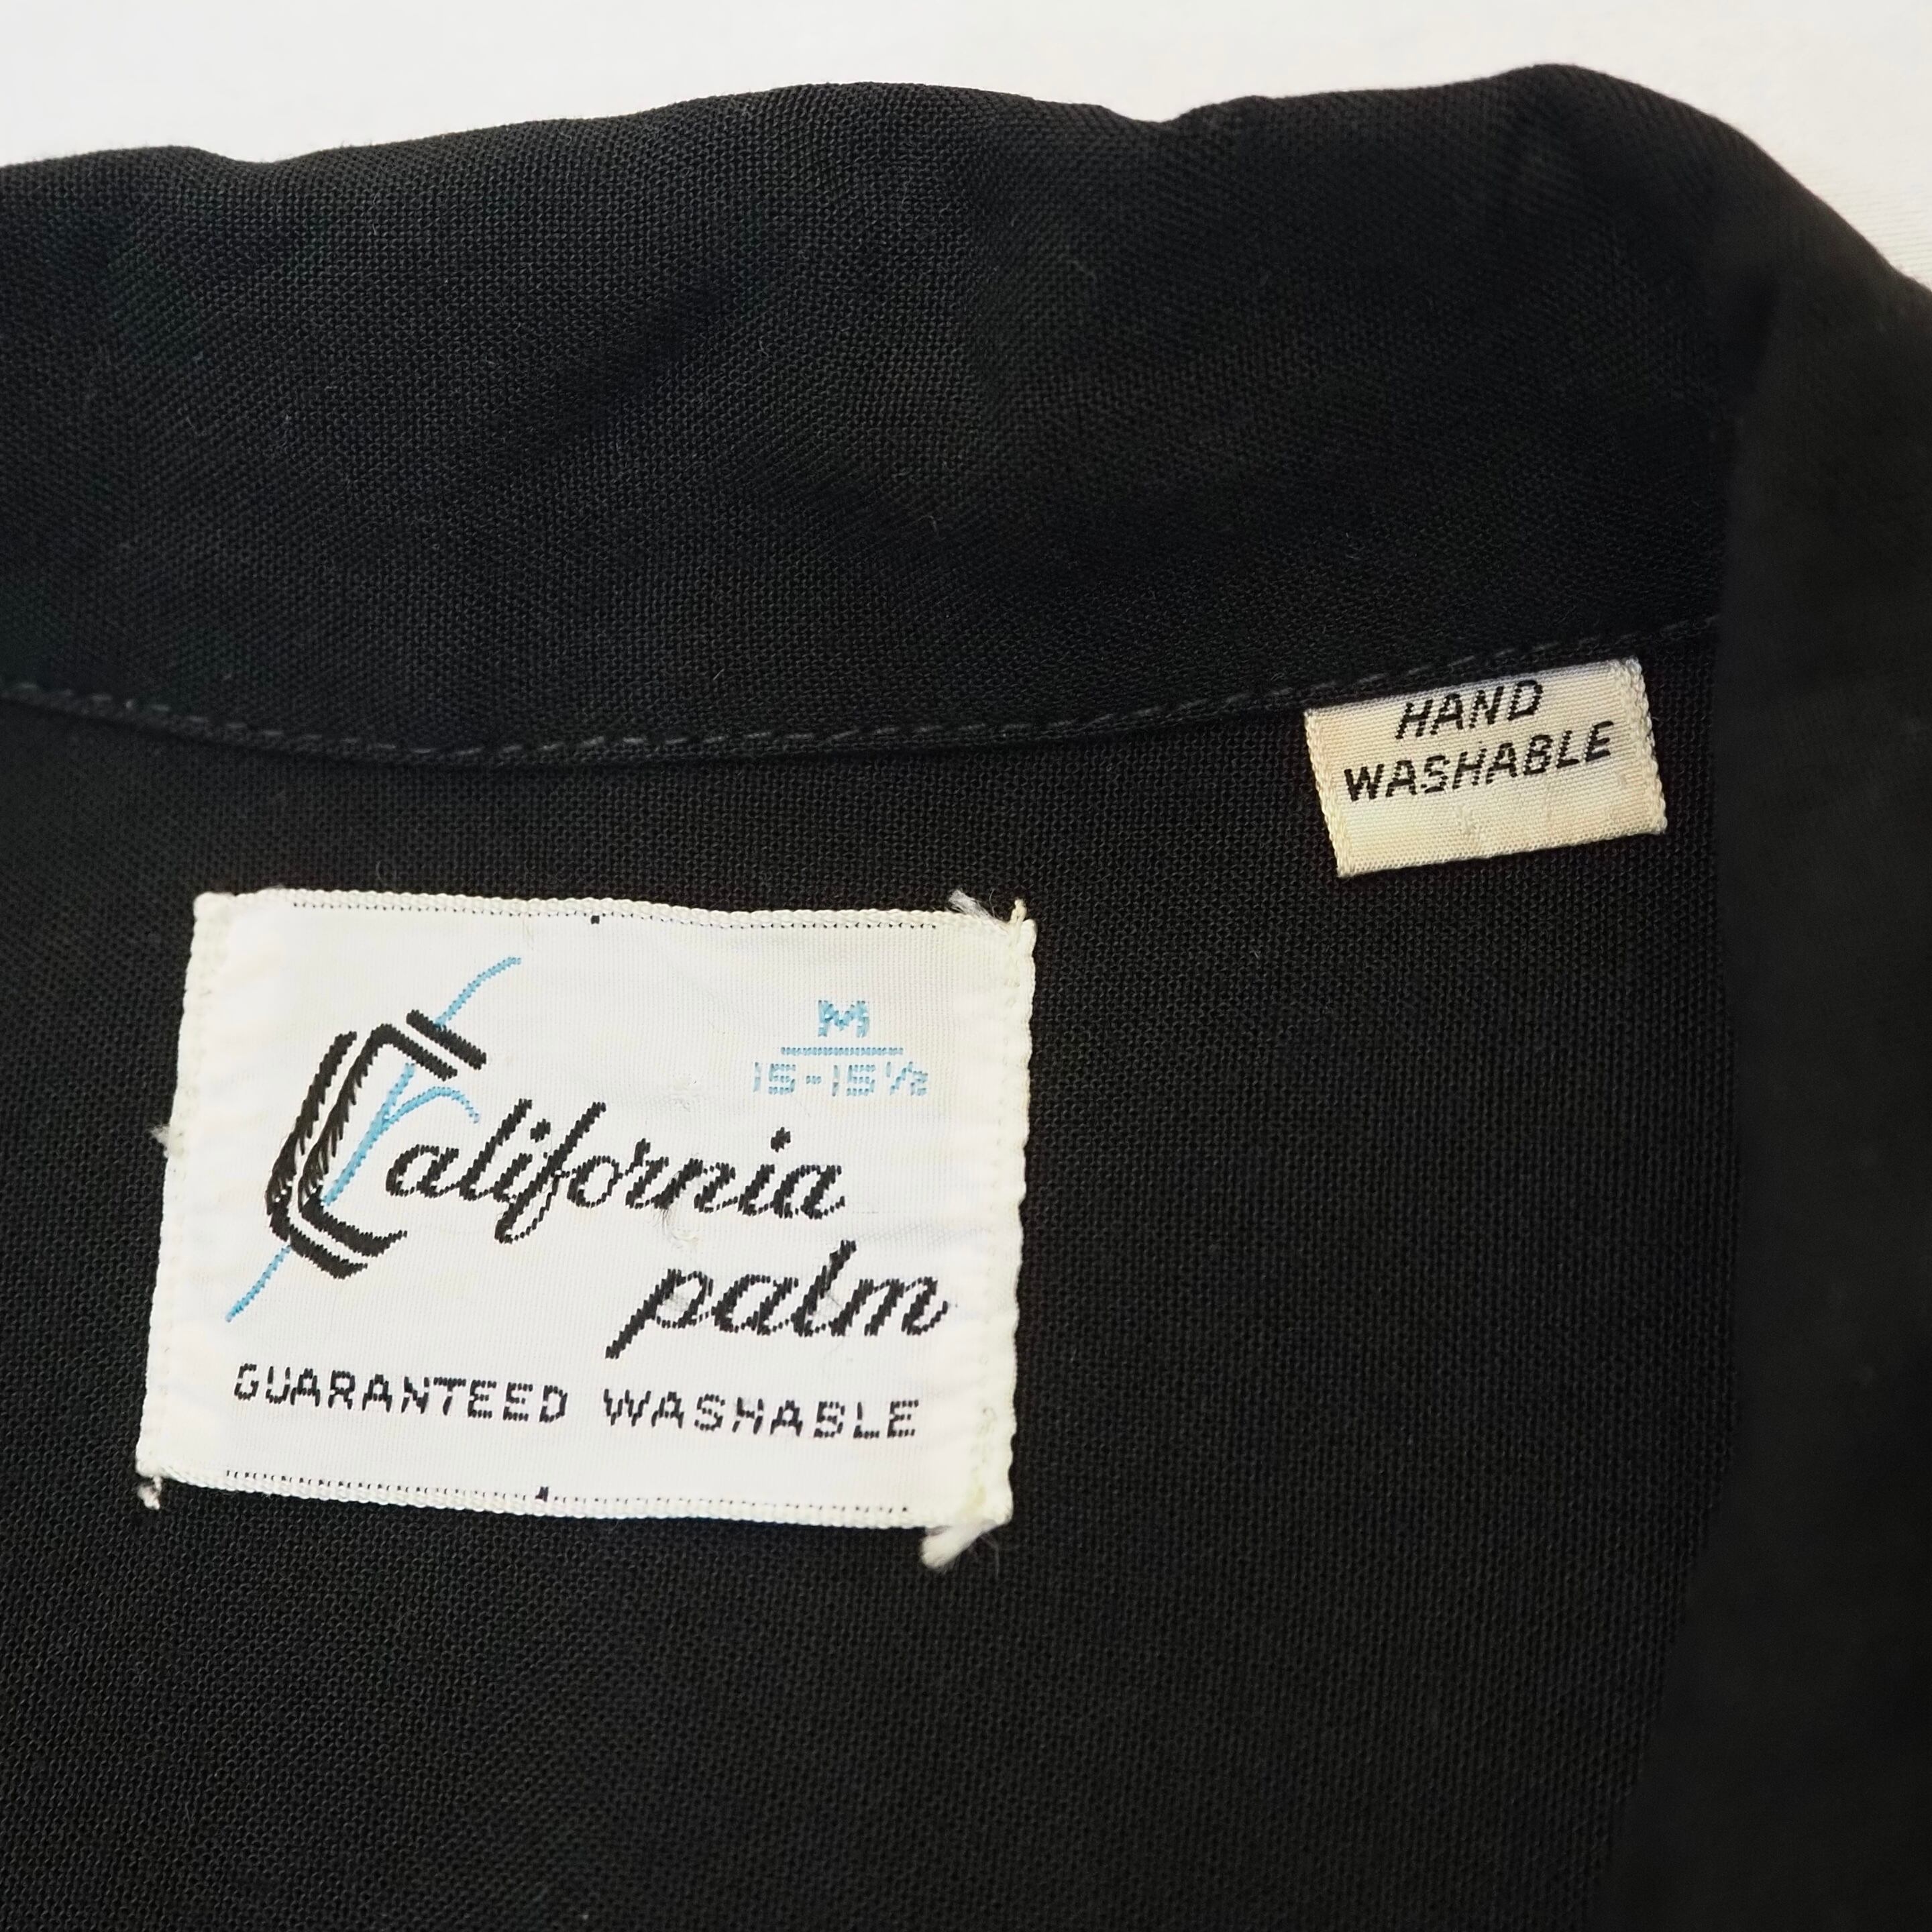 HAND
WASHABLE
M
15-15½
California
palm
GUARANTEED WASHABLE